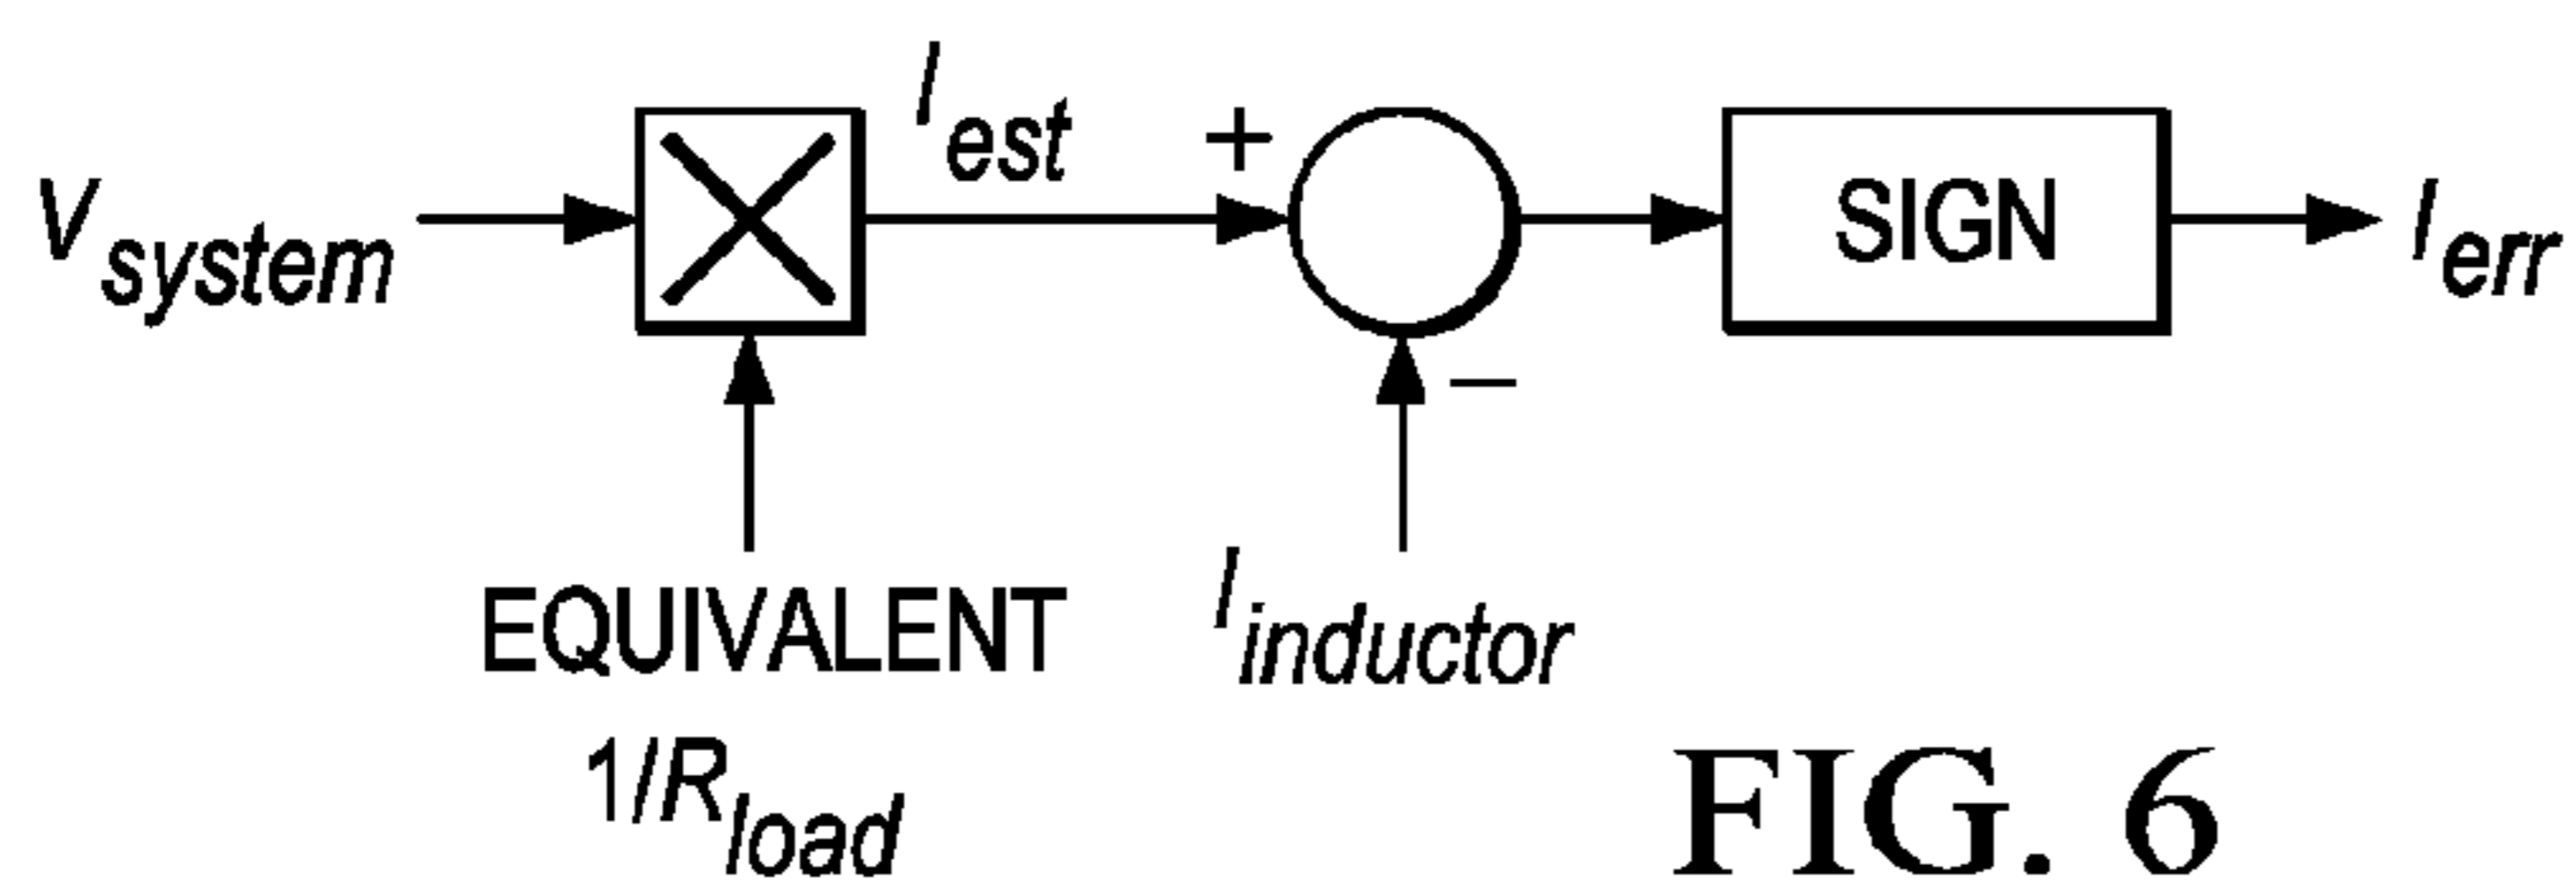 V_system
I_est
+
SIGN
I_err
−
EQUIVALENT
1/R_load
I_inductor
FIG. 6